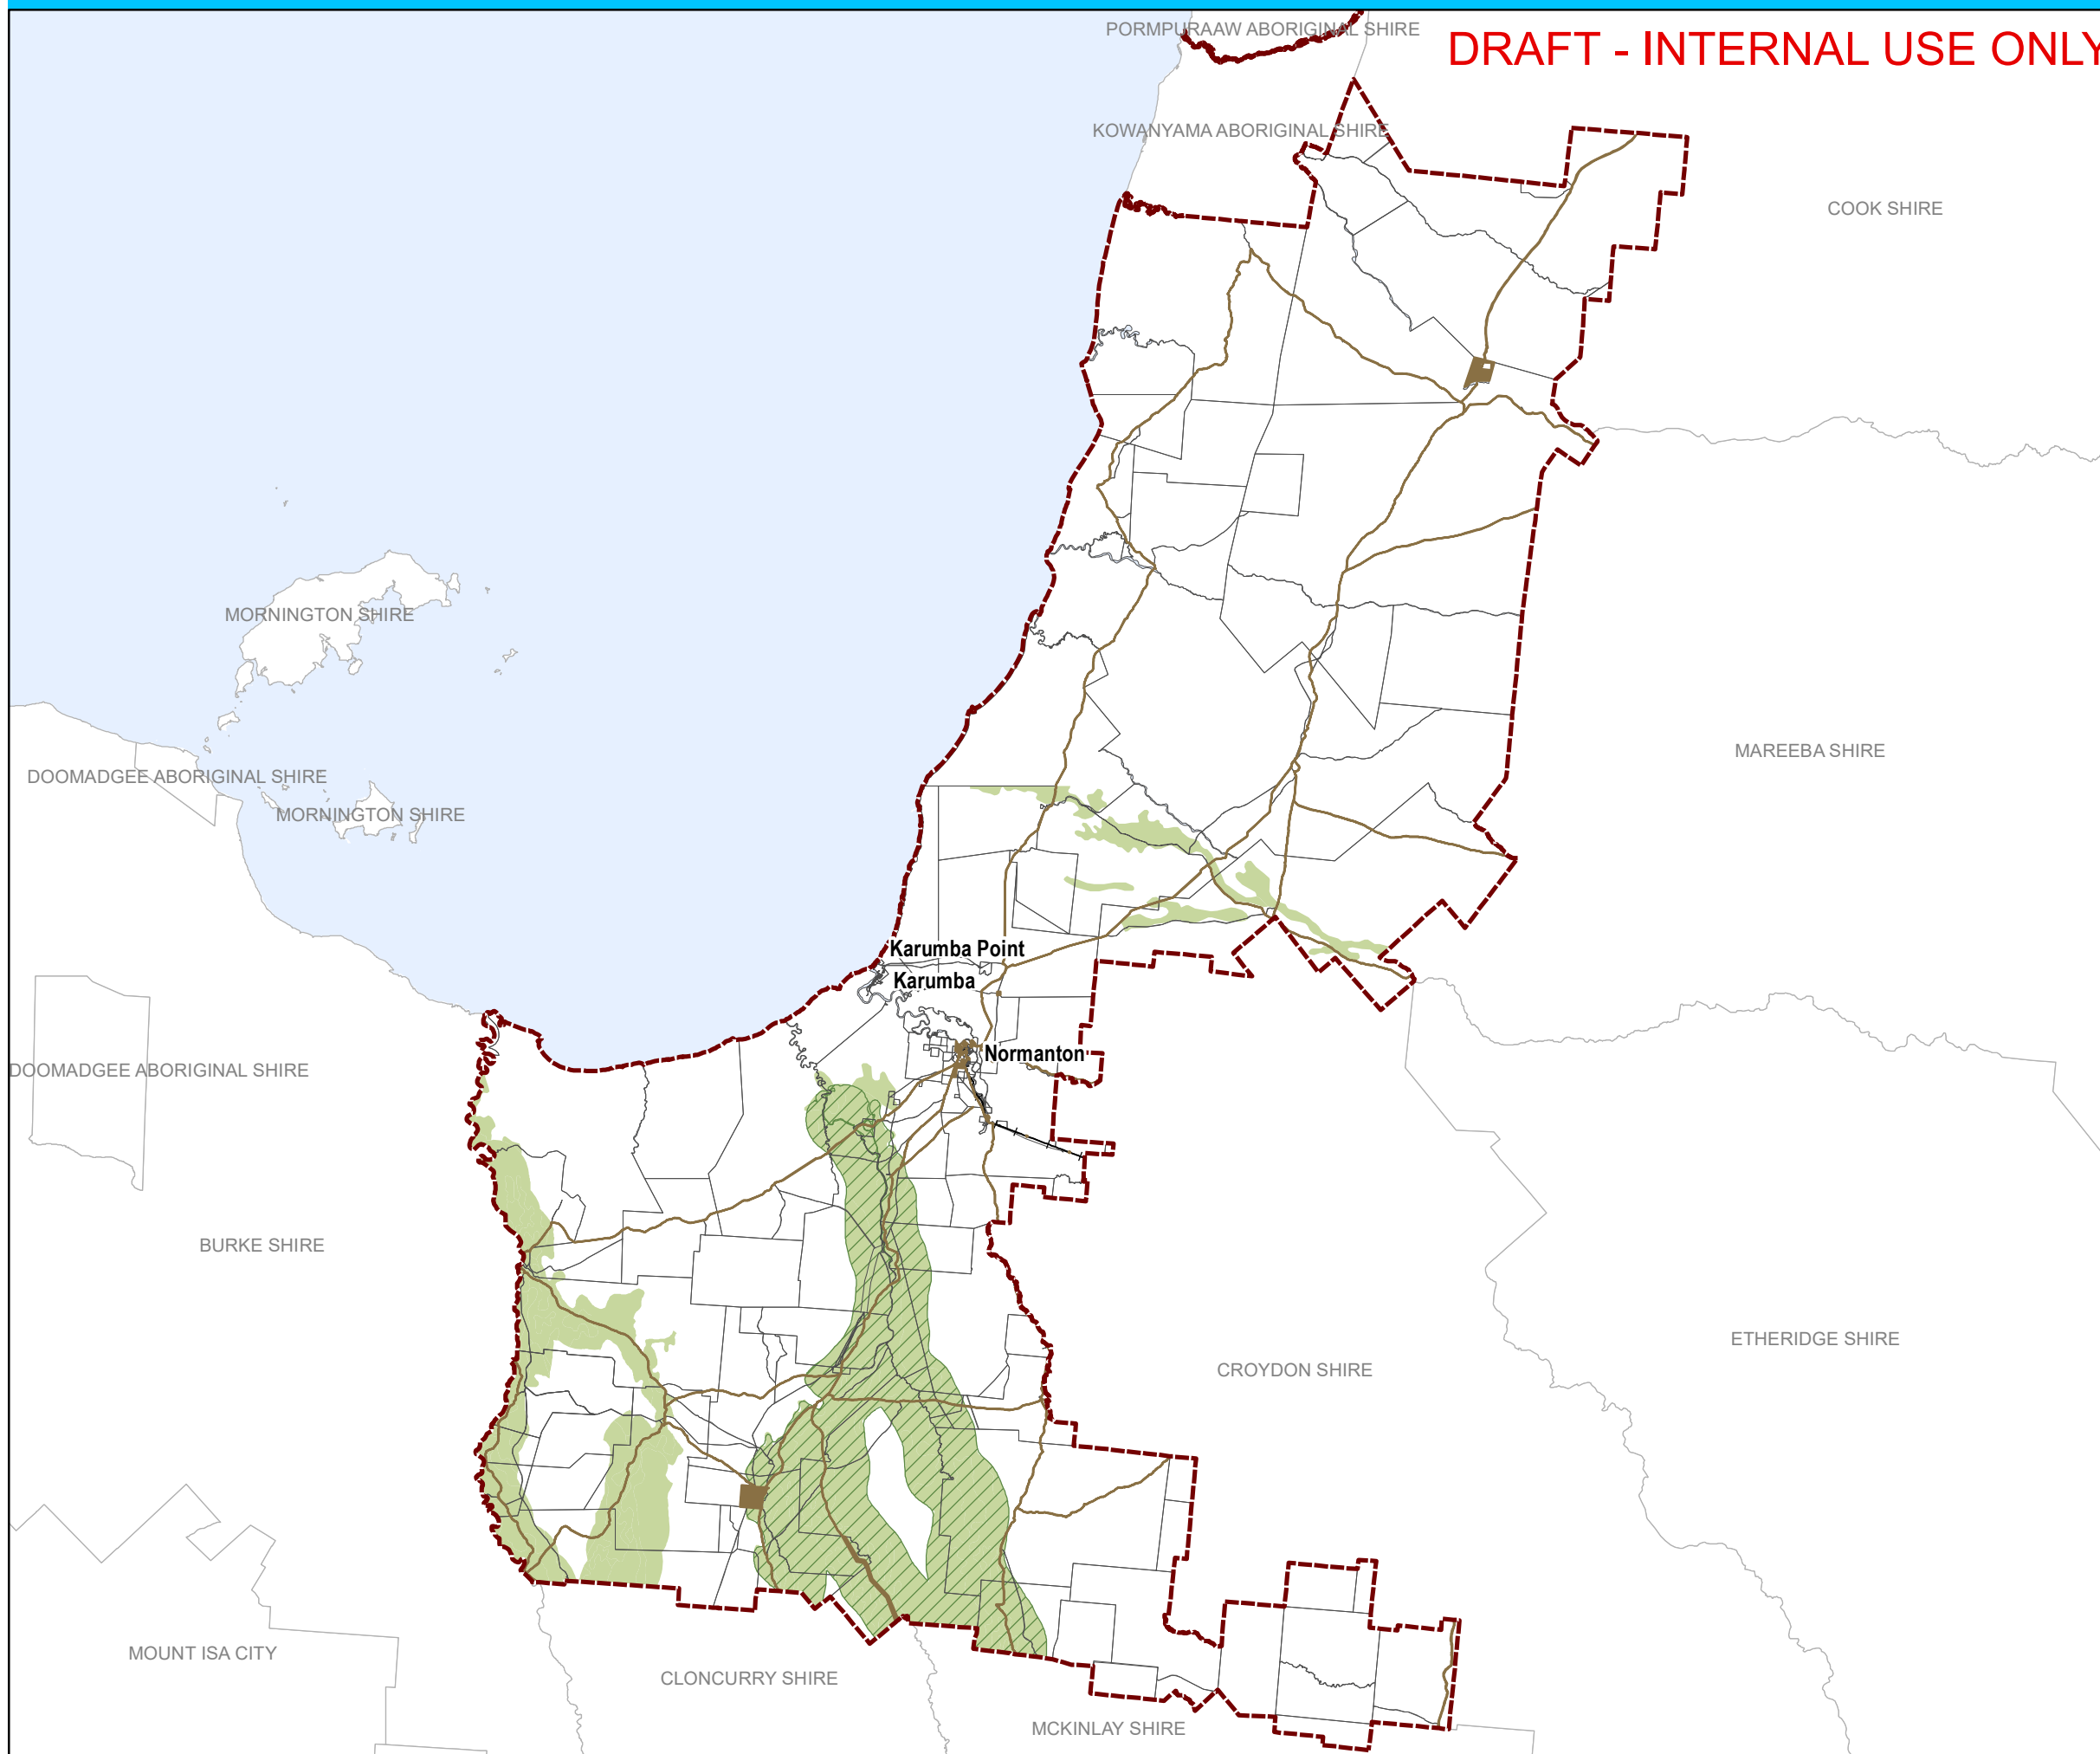 PORMPURAAW ABORIGINAL SHIRE
DRAFT - INTERNAL USE ONLY
KOWANYAMA ABORIGINAL SHIRE
COOK SHIRE
MORNINGTON SHIRE
MAREEBA SHIRE
DOOMADGEE ABORIGINAL SHIRE
MORNINGTON SHIRE
Karumba Point
Karumba
Normanton
DOOMADGEE ABORIGINAL SHIRE
BURKE SHIRE
ETHERIDGE SHIRE
CROYDON SHIRE
MOUNT ISA CITY
CLONCURRY SHIRE
MCKINLAY SHIRE